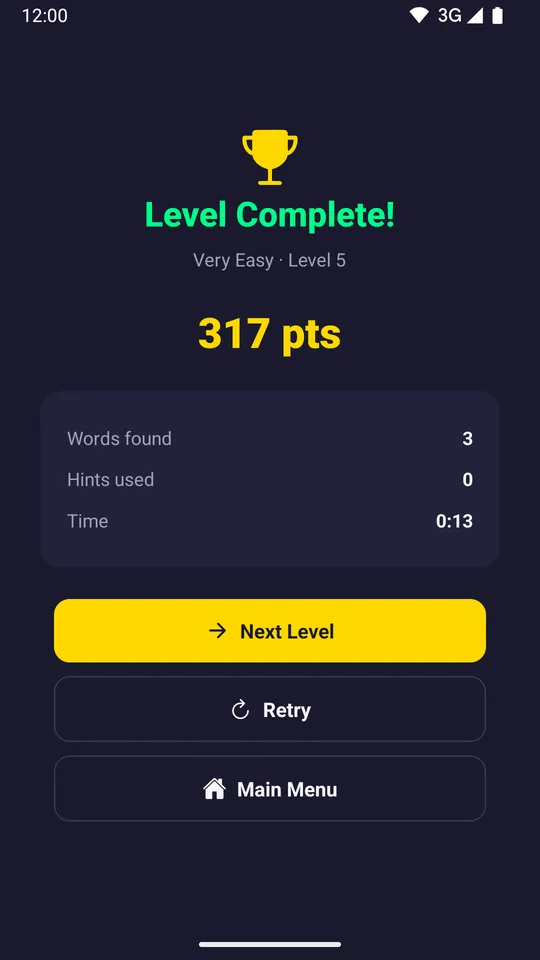 12:00 3G
Level Complete!
Very Easy · Level 5
317 pts
Words found 3
Hints used 0
Time 0:13
Next Level
Retry
Main Menu